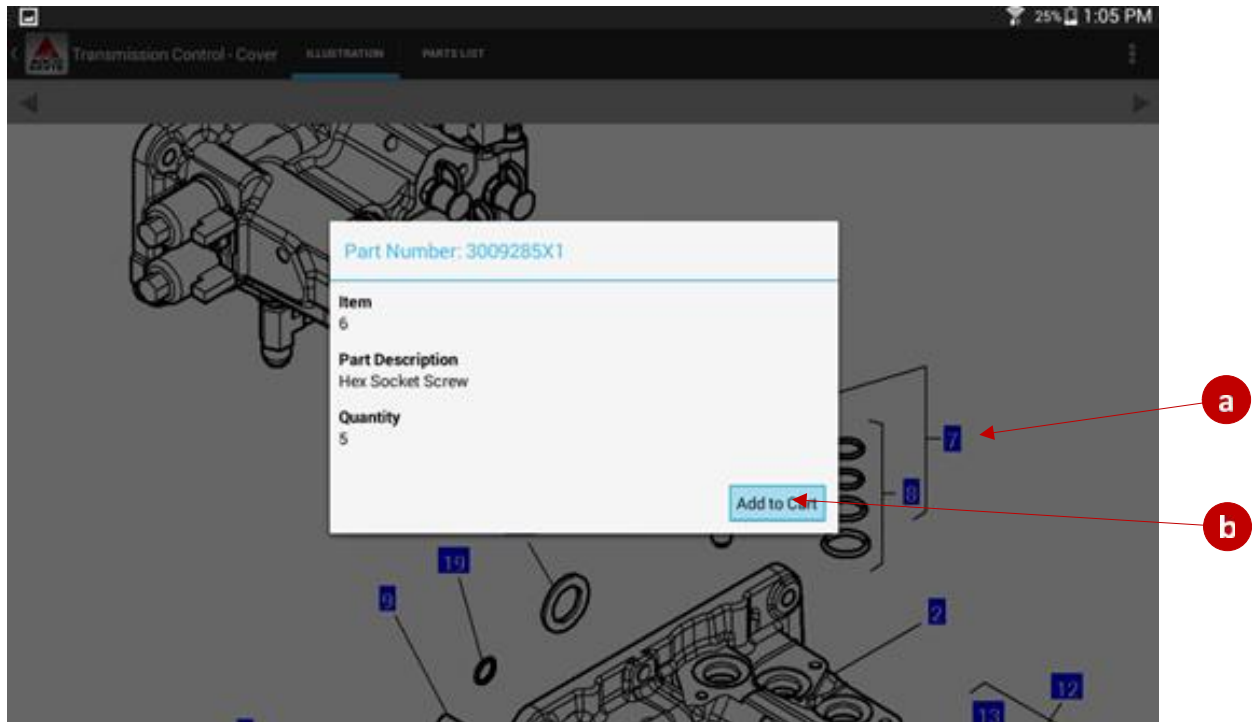 25% 1:05 PM
Transmission Control - Cover ILLUSTRATION PARTS LIST
Part Number: 3009285X1
Item
6
Part Description
Hex Socket Screw
Quantity
5
Add to Cart
a
7
8
b
19
9
2
12
13